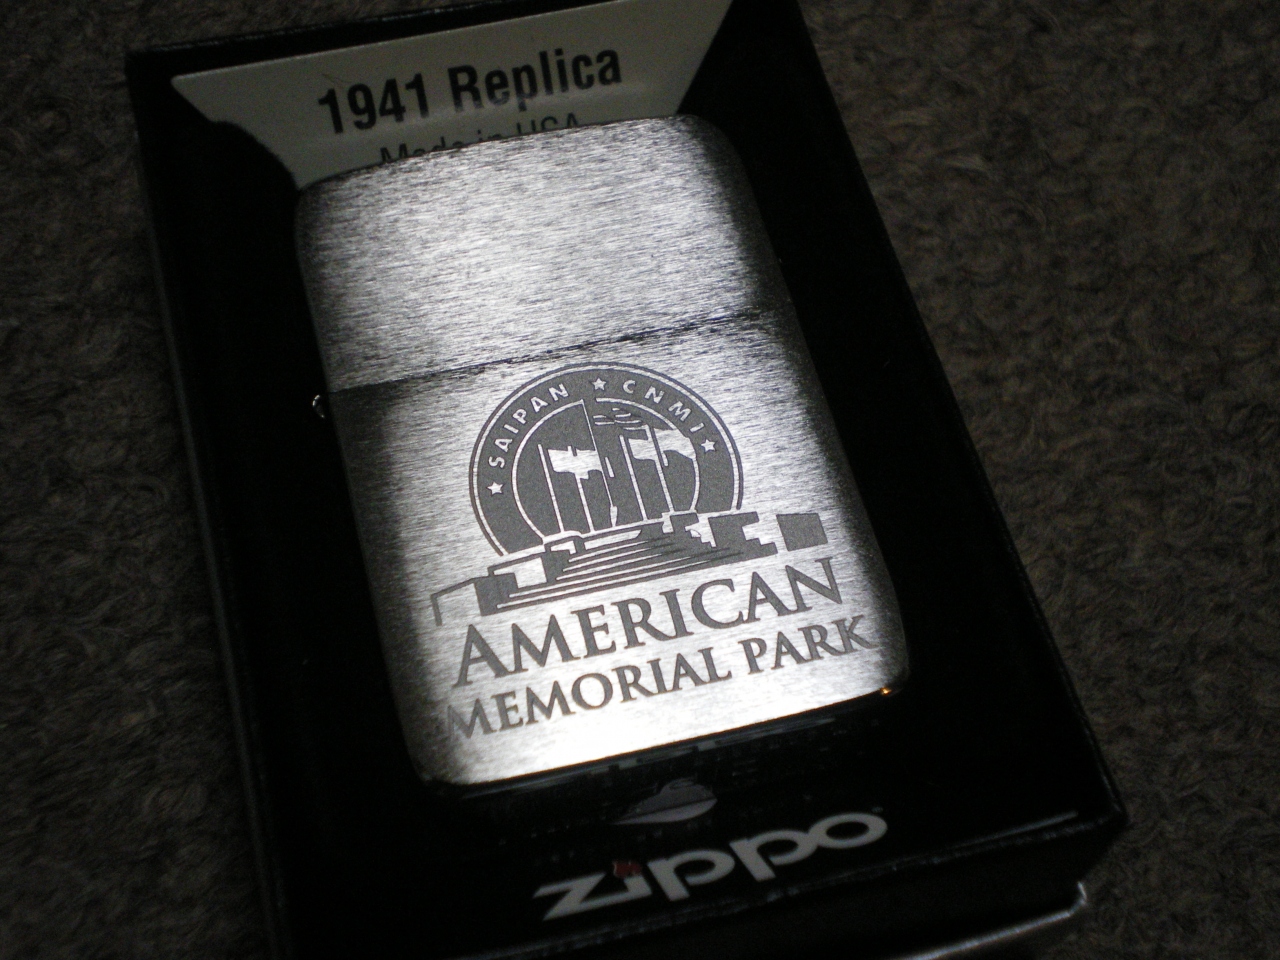 1941 Replica
Made in USA
SAIPAN ★ CNMI
AMERICAN
MEMORIAL PARK
zippo